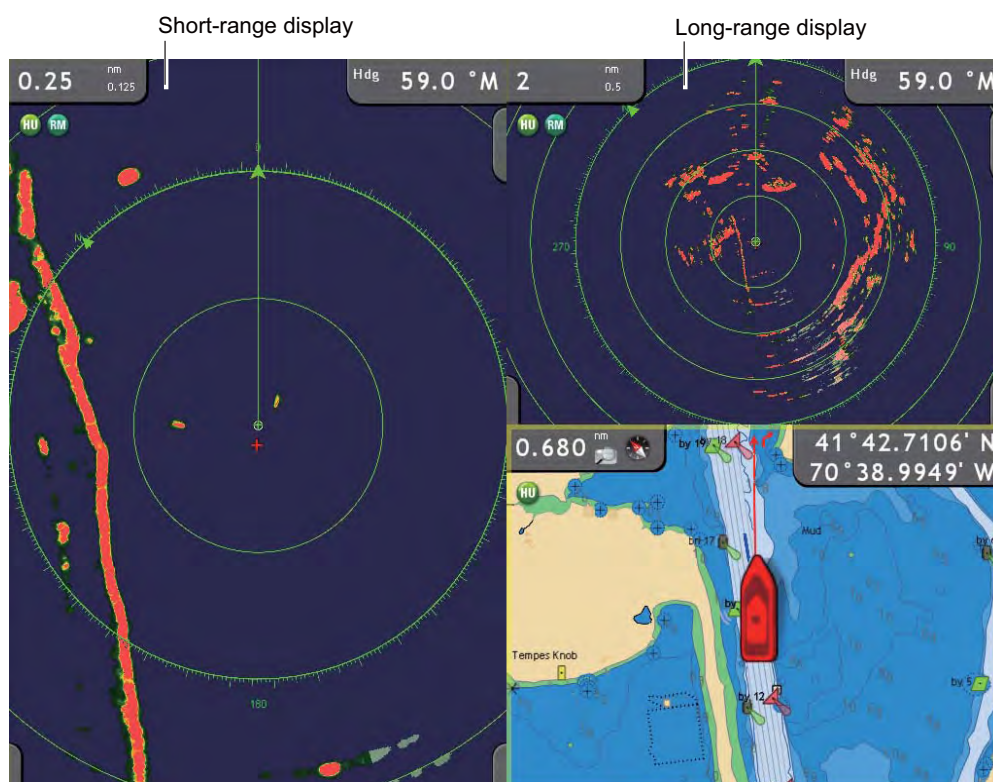 Short-range display
Long-range display
0.25 nm 0.125
Hdg 59.0 °M
2 nm 0.5
Hdg 59.0 °M
HU RM
HU RM
0
N
270
90
180
0.680 nm
by 19
18
41°42.7106' N
70°38.9949' W
HU
Mud
by
Tempes Knob
by 5
by 12